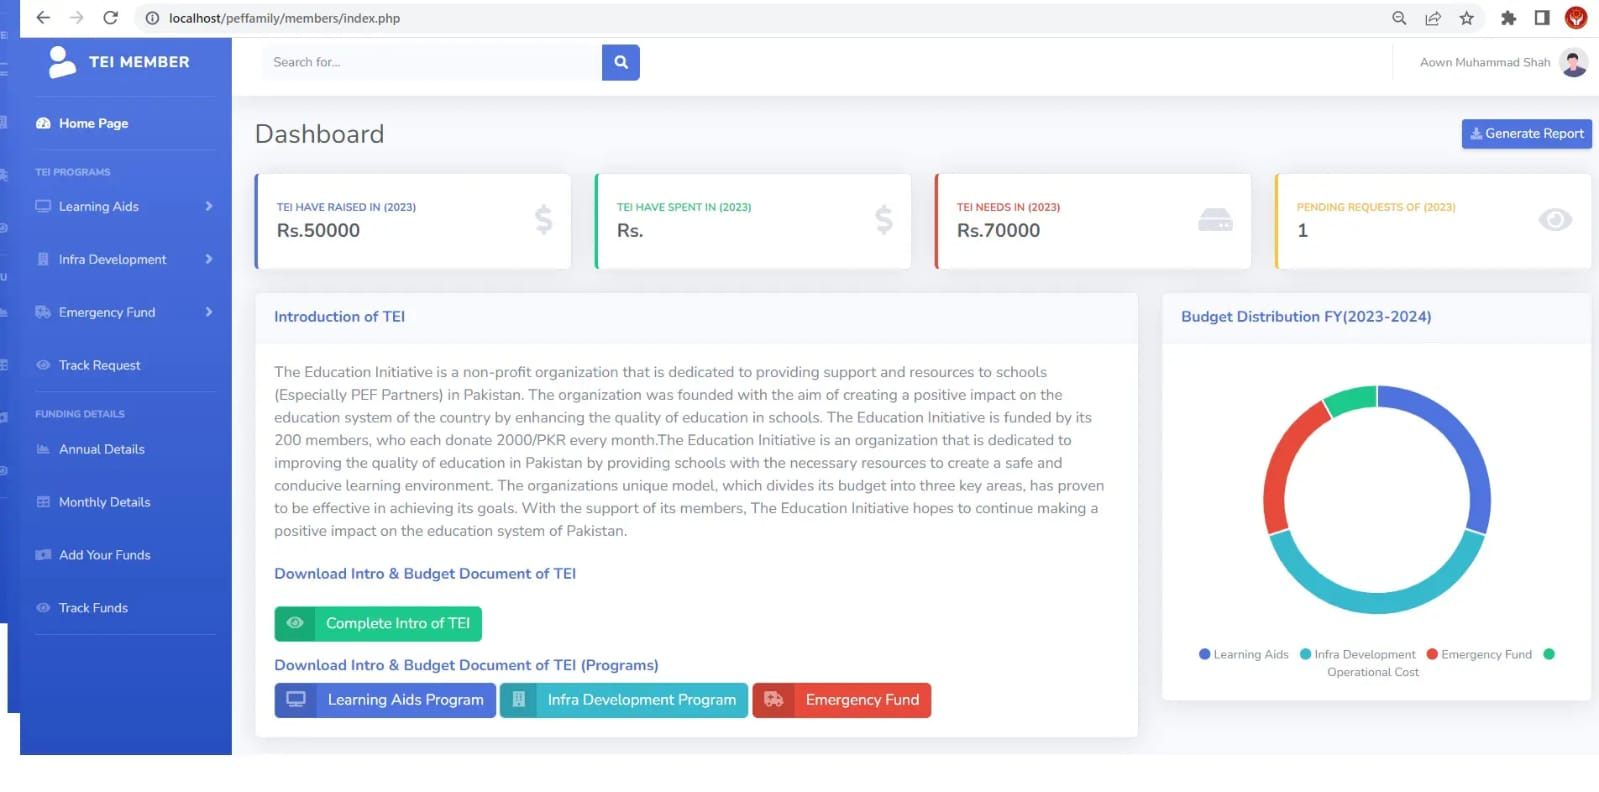 localhost/peffamily/members/index.php
TEI MEMBER
Search for...
Aown Muhammad Shah
Home Page
Dashboard
Generate Report
TEI PROGRAMS
Learning Aids
Infra Development
Emergency Fund
Track Request
FUNDING DETAILS
Annual Details
Monthly Details
Add Your Funds
Track Funds
TEI HAVE RAISED IN (2023)
Rs.50000
TEI HAVE SPENT IN (2023)
Rs.
TEI NEEDS IN (2023)
Rs.70000
PENDING REQUESTS OF (2023)
1
Introduction of TEI
The Education Initiative is a non-profit organization that is dedicated to providing support and resources to schools
(Especially PEF Partners) in Pakistan. The organization was founded with the aim of creating a positive impact on the
education system of the country by enhancing the quality of education in schools. The Education Initiative is funded by its
200 members, who each donate 2000/PKR every month.The Education Initiative is an organization that is dedicated to
improving the quality of education in Pakistan by providing schools with the necessary resources to create a safe and
conducive learning environment. The organizations unique model, which divides its budget into three key areas, has proven
to be effective in achieving its goals. With the support of its members, The Education Initiative hopes to continue making a
positive impact on the education system of Pakistan.
Download Intro & Budget Document of TEI
Complete Intro of TEI
Download Intro & Budget Document of TEI (Programs)
Learning Aids Program
Infra Development Program
Emergency Fund
Budget Distribution FY(2023-2024)
Learning Aids
Infra Development
Emergency Fund
Operational Cost